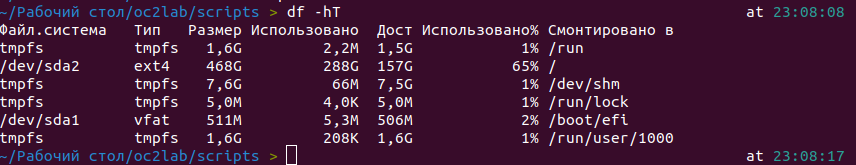 ~/Рабочий стол/oc2lab/scripts > df -hT at 23:08:08
Файл.система Тип Размер Использовано Дост Использовано% Cмонтировано в
tmpfs tmpfs 1,6G 2,2M 1,5G 1% /run
/dev/sda2 ext4 468G 288G 157G 65% /
tmpfs tmpfs 7,6G 66M 7,5G 1% /dev/shm
tmpfs tmpfs 5,0M 4,0K 5,0M 1% /run/lock
/dev/sda1 vfat 511M 5,3M 506M 2% /boot/efi
tmpfs tmpfs 1,6G 208K 1,6G 1% /run/user/1000
~/Рабочий стол/oc2lab/scripts > at 23:08:17